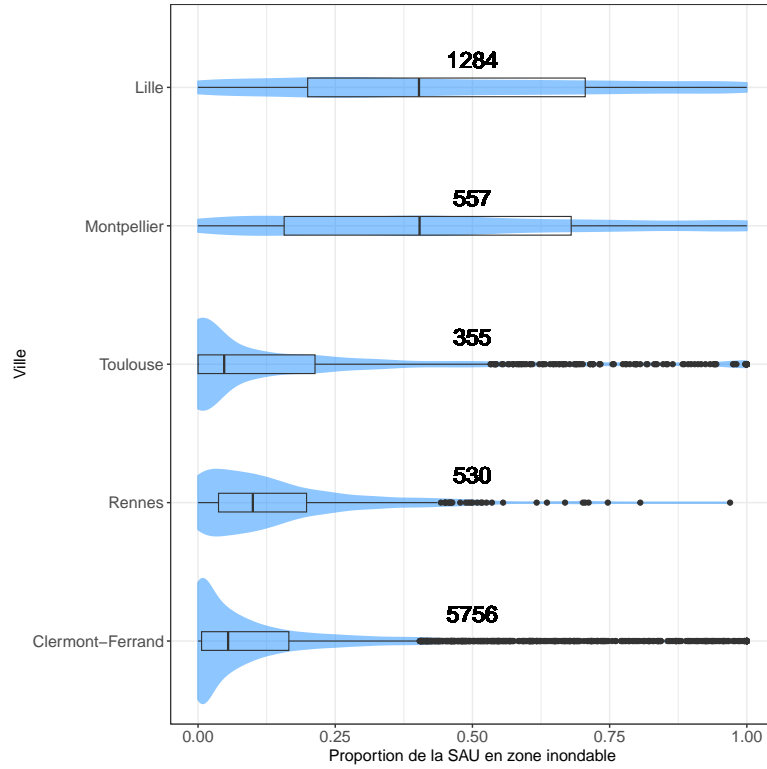 1284
Lille
557
Montpellier
355
Toulouse
530
Rennes
5756
Clermont−Ferrand
Ville
0.00 0.25 0.50 0.75 1.00
Proportion de la SAU en zone inondable